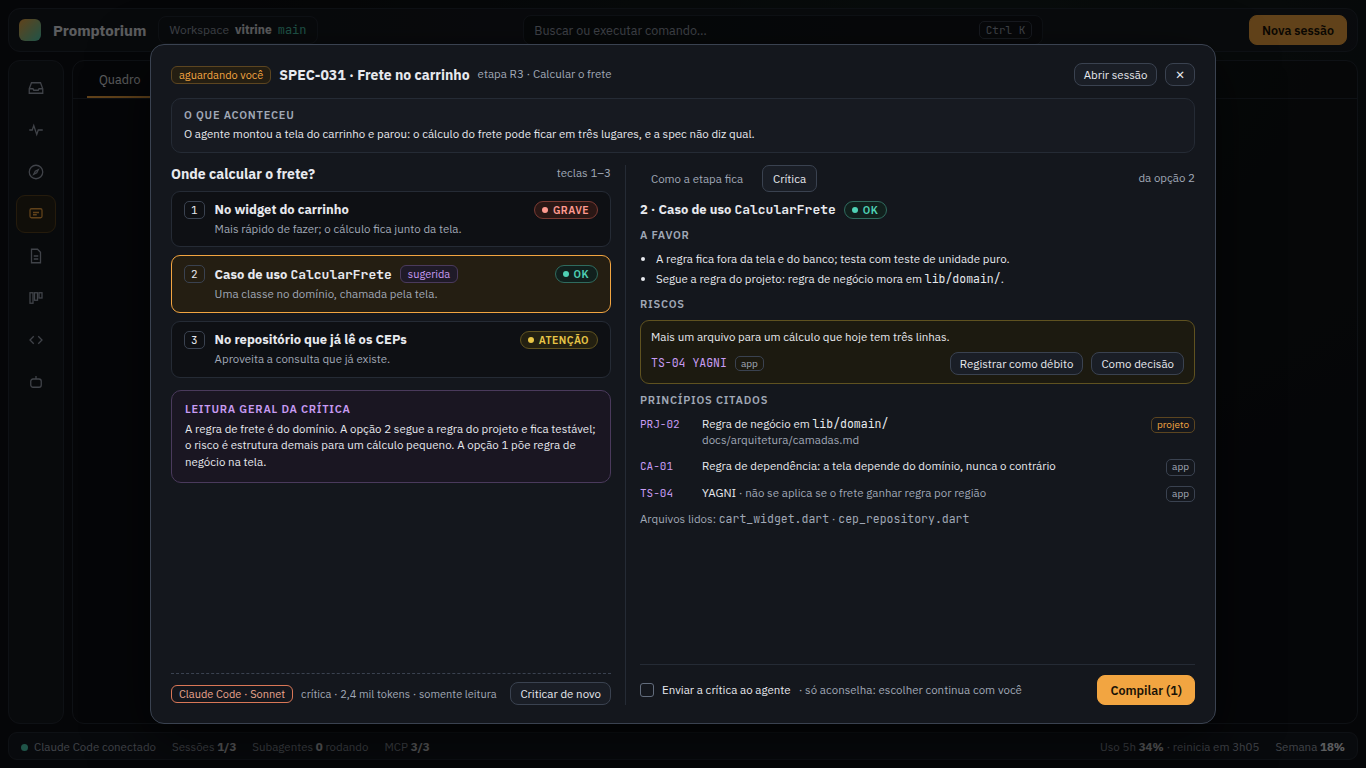 Promptorium
Workspace vitrine main
Buscar ou executar comando...
Ctrl K
Nova sessão
Quadro
aguardando você
SPEC-031 · Frete no carrinho
etapa R3 · Calcular o frete
Abrir sessão
×
O QUE ACONTECEU
O agente montou a tela do carrinho e parou: o cálculo do frete pode ficar em três lugares, e a spec não diz qual.
Onde calcular o frete?
teclas 1–3
1
No widget do carrinho
GRAVE
Mais rápido de fazer; o cálculo fica junto da tela.
2
Caso de uso CalcularFrete
sugerida
OK
Uma classe no domínio, chamada pela tela.
3
No repositório que já lê os CEPs
ATENÇÃO
Aproveita a consulta que já existe.
LEITURA GERAL DA CRÍTICA
A regra de frete é do domínio. A opção 2 segue a regra do projeto e fica testável;
o risco é estrutura demais para um cálculo pequeno. A opção 1 põe regra de
negócio na tela.
Claude Code · Sonnet
crítica · 2,4 mil tokens · somente leitura
Criticar de novo
Como a etapa fica
Crítica
da opção 2
2 · Caso de uso CalcularFrete
OK
A FAVOR
• A regra fica fora da tela e do banco; testa com teste de unidade puro.
• Segue a regra do projeto: regra de negócio mora em lib/domain/.
RISCOS
Mais um arquivo para um cálculo que hoje tem três linhas.
TS-04 YAGNI
app
Registrar como débito
Como decisão
PRINCÍPIOS CITADOS
PRJ-02
Regra de negócio em lib/domain/
docs/arquitetura/camadas.md
projeto
CA-01
Regra de dependência: a tela depende do domínio, nunca o contrário
app
TS-04
YAGNI · não se aplica se o frete ganhar regra por região
app
Arquivos lidos: cart_widget.dart · cep_repository.dart
Enviar a crítica ao agente
· só aconselha: escolher continua com você
Compilar (1)
Claude Code conectado
Sessões 1/3
Subagentes 0 rodando
MCP 3/3
Uso 5h 34% · reinicia em 3h05
Semana 18%